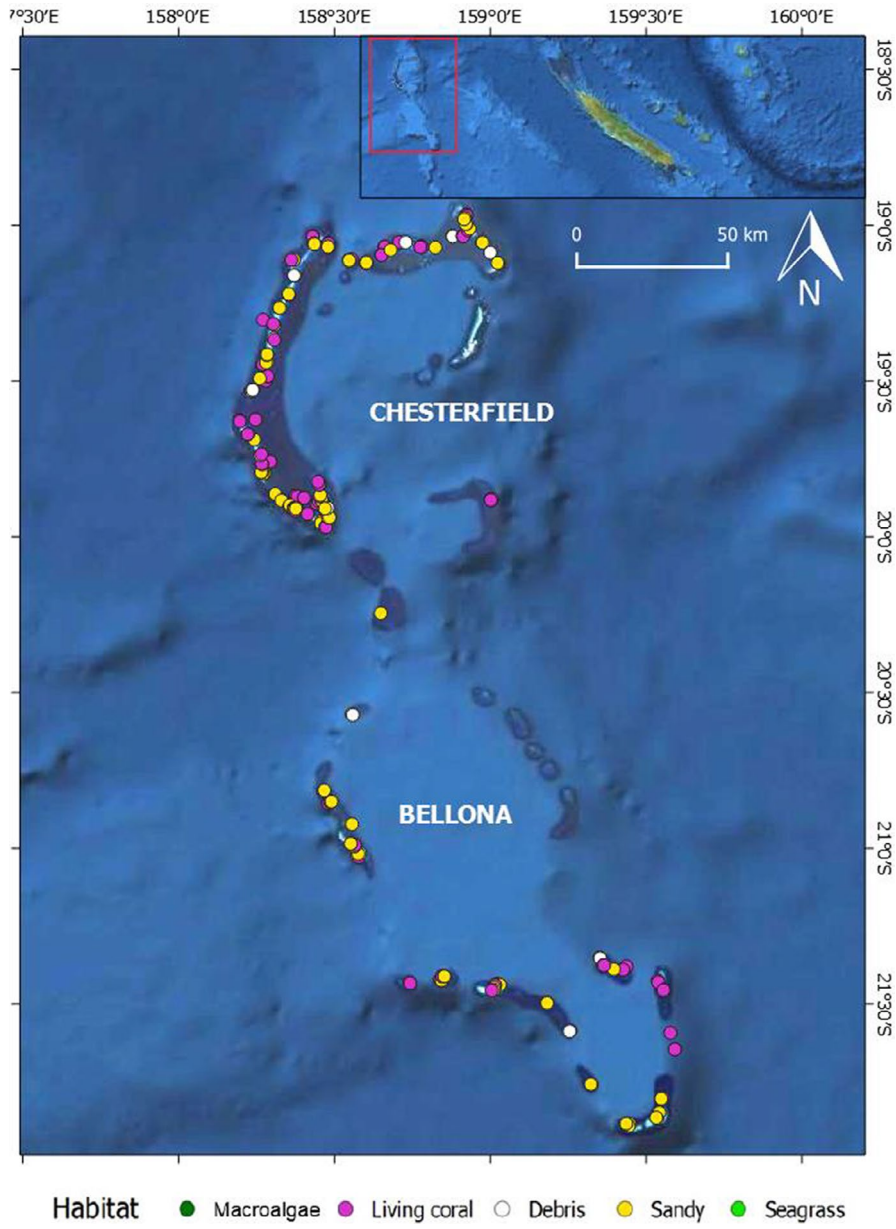 7°30'E 158°0'E 158°30'E 159°0'E 159°30'E 160°0'E
18°30'S
19°0'S
0 50 km
N
19°30'S
CHESTERFIELD
20°0'S
20°30'S
BELLONA
21°0'S
21°30'S
Habitat Macroalgae Living coral Debris Sandy Seagrass